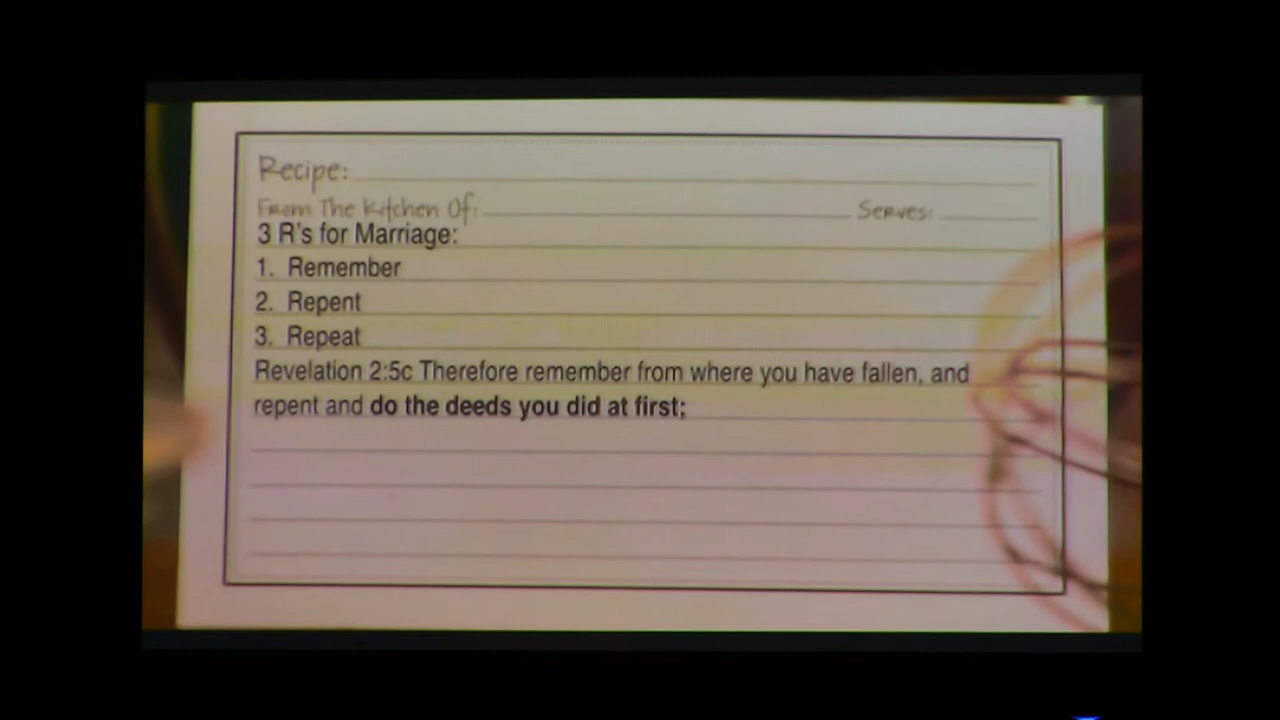 Recipe:
From The Kitchen Of: Serves:
3 R's for Marriage:
1. Remember
2. Repent
3. Repeat
Revelation 2:5c Therefore remember from where you have fallen, and
repent and do the deeds you did at first;